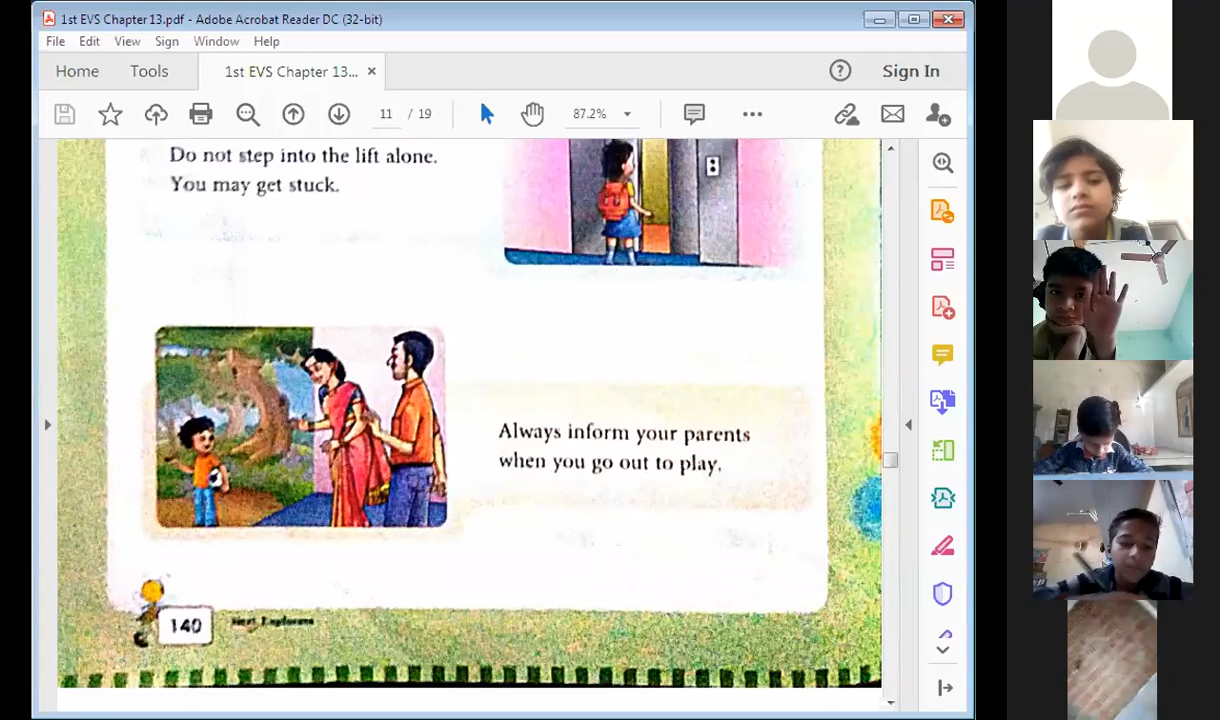 1st EVS Chapter 13.pdf - Adobe Acrobat Reader DC (32-bit)
File Edit View Sign Window Help
Home Tools 1st EVS Chapter 13... × Sign In
11 / 19 87.2%
Do not step into the lift alone.
You may get stuck.
Always inform your parents
when you go out to play.
140 Next Explorers